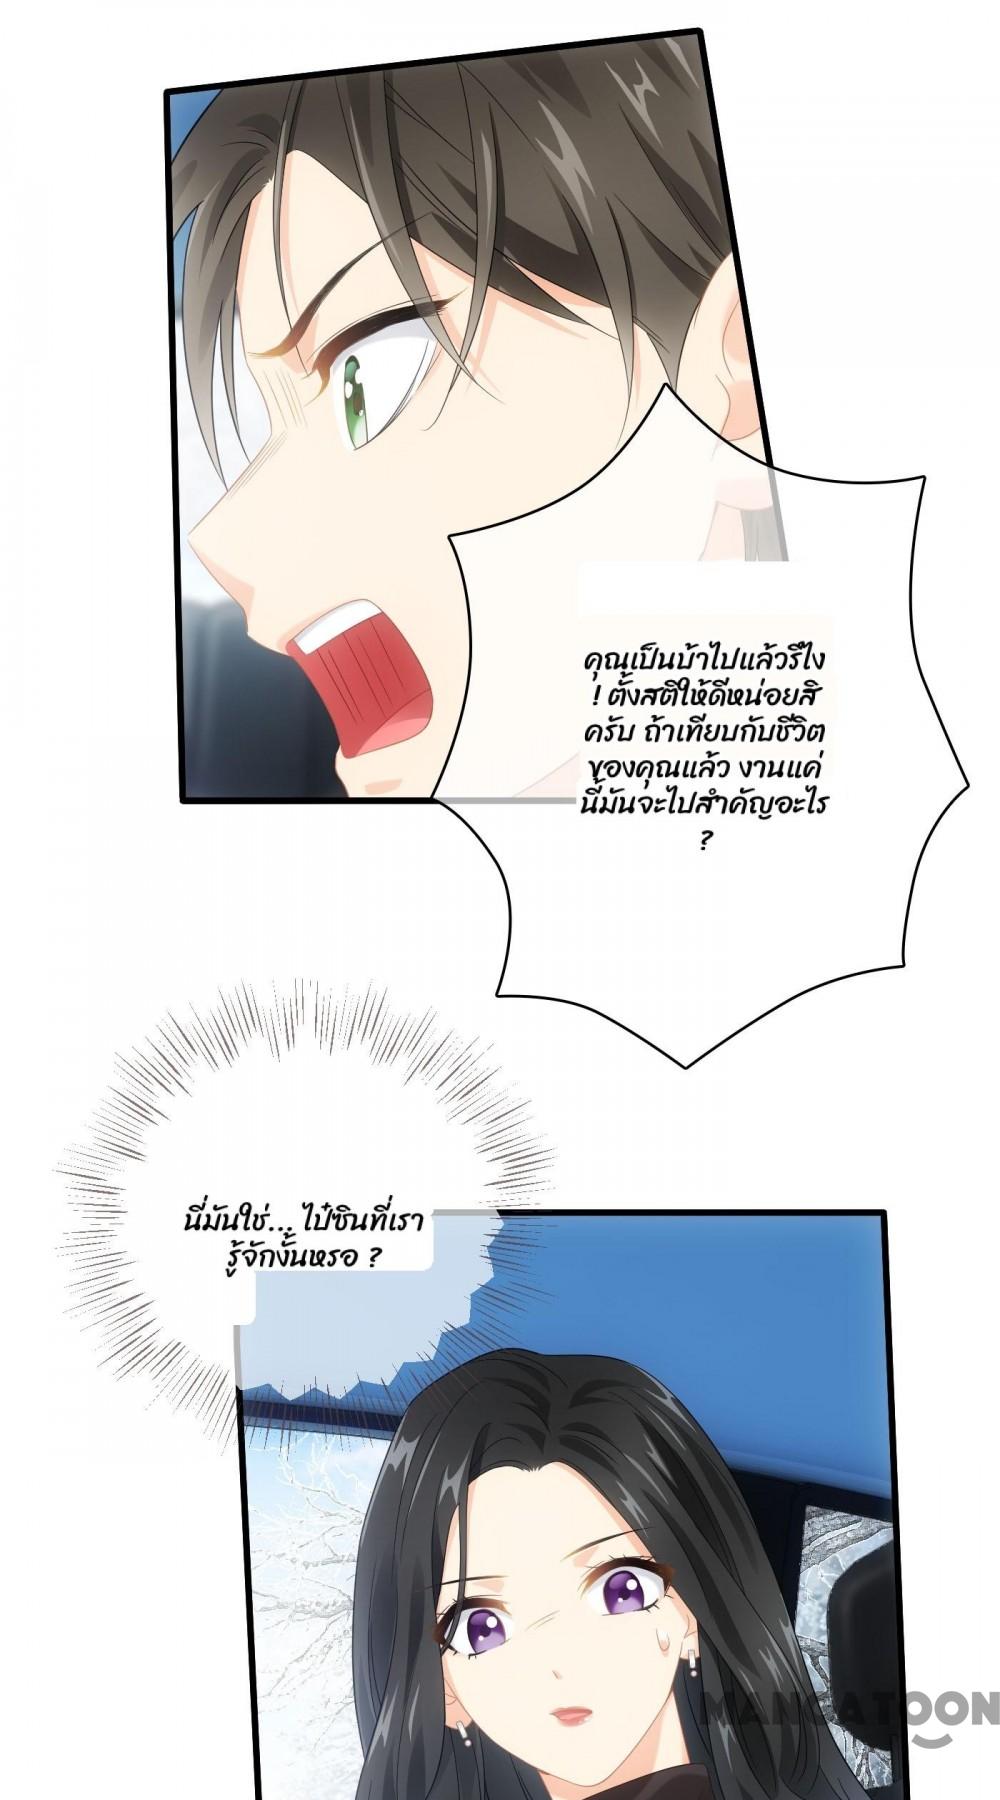 คุณเป็นบ้าไปแล้วรึไง
! ตั้งสติให้ดีหน่อยสิ
ครับ ถ้าเทียบกับชีวิต
ของคุณแล้ว งานแค่
นี้มันจะไปสำคัญอะไร
?
นี่มันใช่... ไป๋ซินที่เรา
รู้จักงั้นหรอ ?
MANGATOON